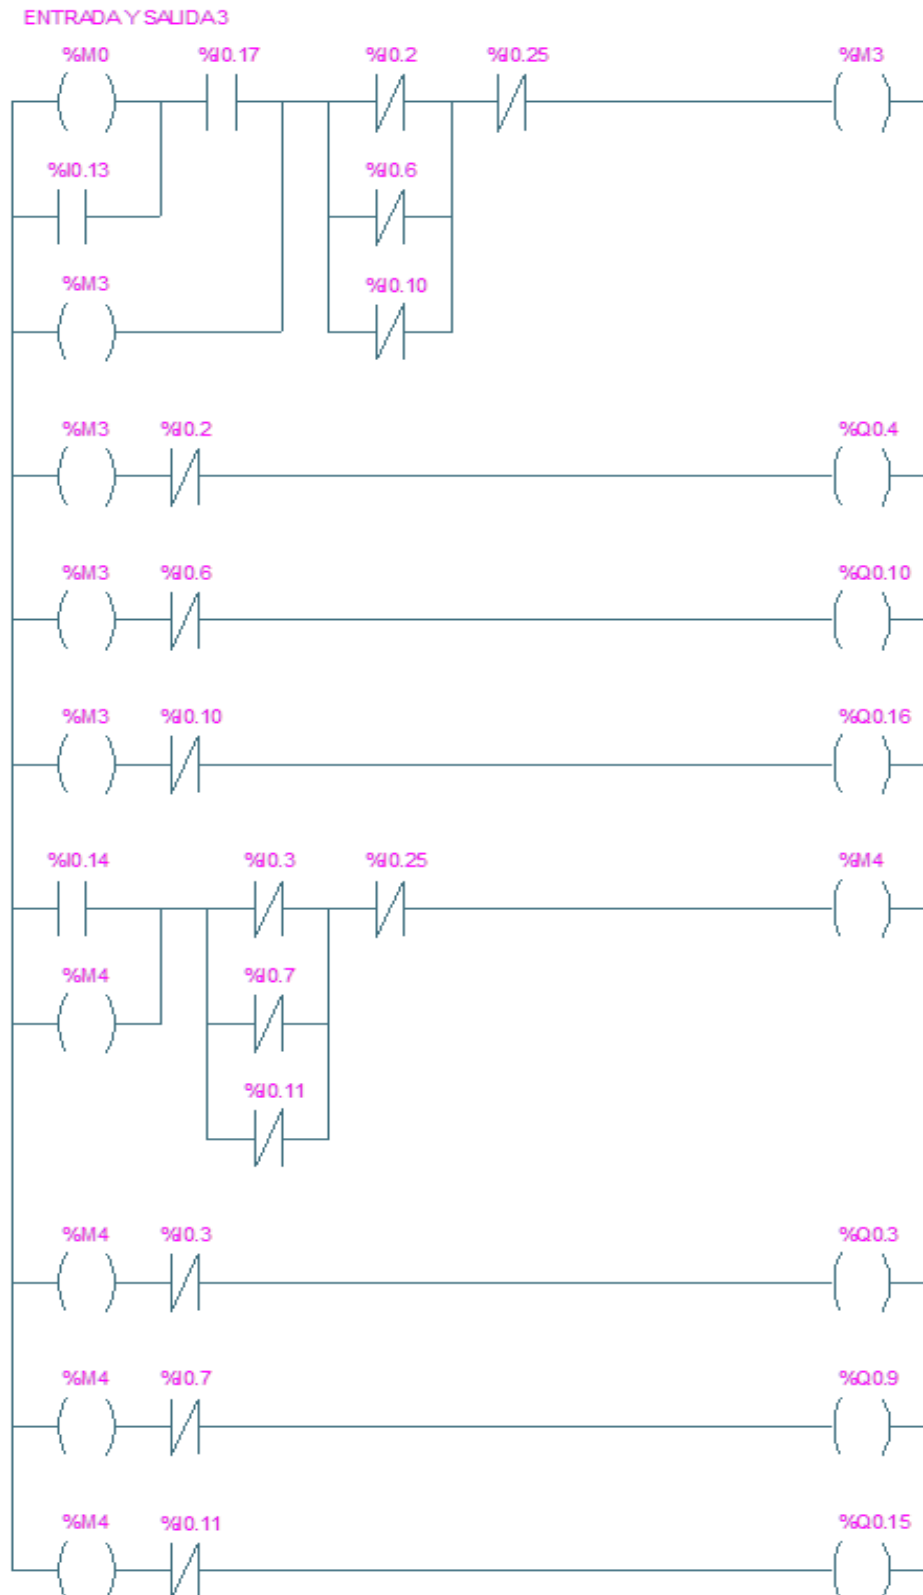 ENTRADA Y SALIDA 3
%M0 %I0.17 %I0.2 %I0.25 %M3
%I0.13 %I0.6
%M3 %I0.10
%M3 %I0.2 %Q0.4
%M3 %I0.6 %Q0.10
%M3 %I0.10 %Q0.16
%I0.14 %I0.3 %I0.25 %M4
%M4 %I0.7
%I0.11
%M4 %I0.3 %Q0.3
%M4 %I0.7 %Q0.9
%M4 %I0.11 %Q0.15